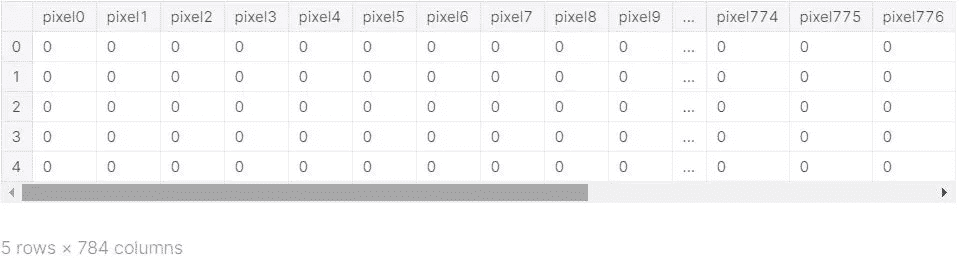 pixel0 pixel1 pixel2 pixel3 pixel4 pixel5 pixel6 pixel7 pixel8 pixel9 ... pixel774 pixel775 pixel776
0 0 0 0 0 0 0 0 0 0 0 ... 0 0 0
1 0 0 0 0 0 0 0 0 0 0 ... 0 0 0
2 0 0 0 0 0 0 0 0 0 0 ... 0 0 0
3 0 0 0 0 0 0 0 0 0 0 ... 0 0 0
4 0 0 0 0 0 0 0 0 0 0 ... 0 0 0
5 rows × 784 columns